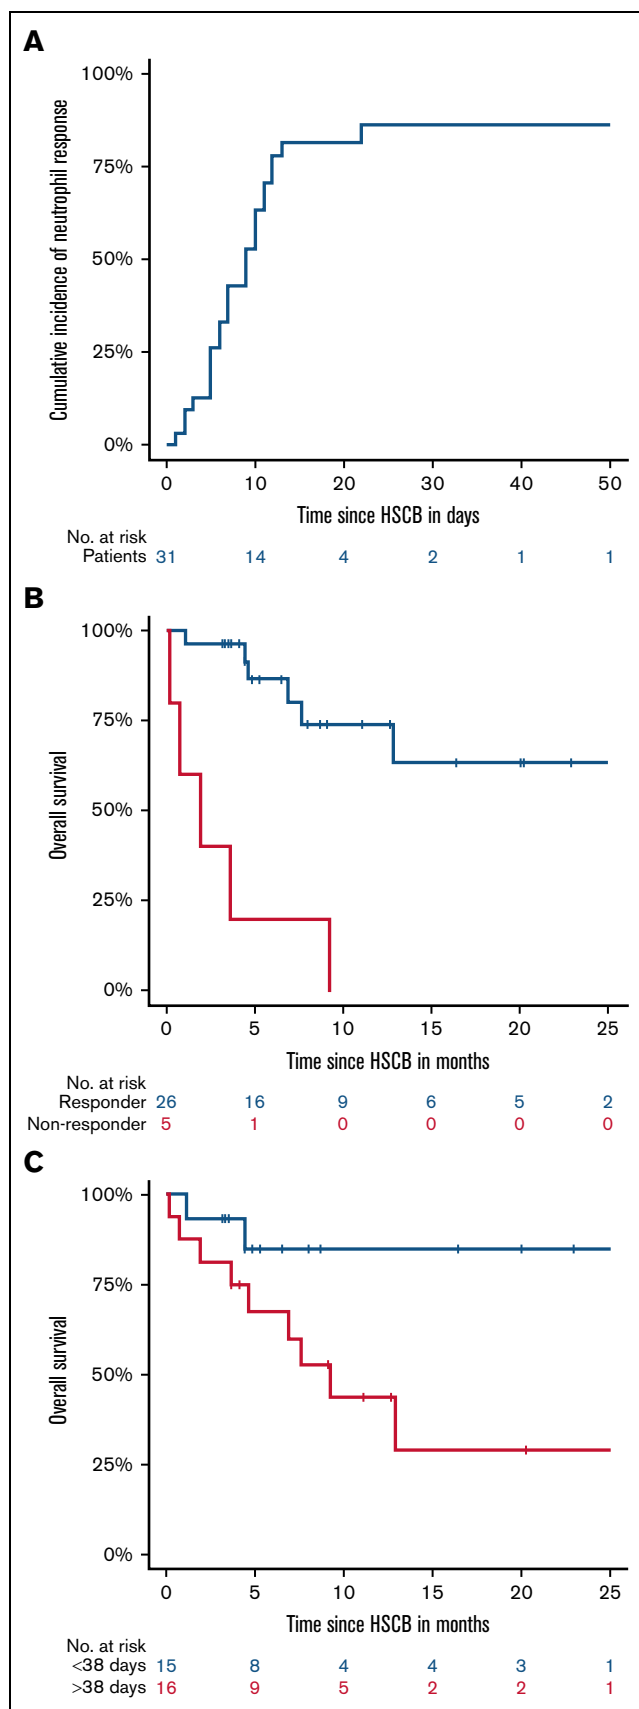 A
Cumulative incidence of neutrophil response
100%
75%
50%
25%
0%
0 10 20 30 40 50
Time since HSCB in days
No. at risk
Patients 31 14 4 2 1 1
B
Overall survival
100%
75%
50%
25%
0%
0 5 10 15 20 25
Time since HSCB in months
No. at risk
Responder 26 16 9 6 5 2
Non-responder 5 1 0 0 0 0
C
Overall survival
100%
75%
50%
25%
0%
0 5 10 15 20 25
Time since HSCB in months
No. at risk
<38 days 15 8 4 4 3 1
>38 days 16 9 5 2 2 1